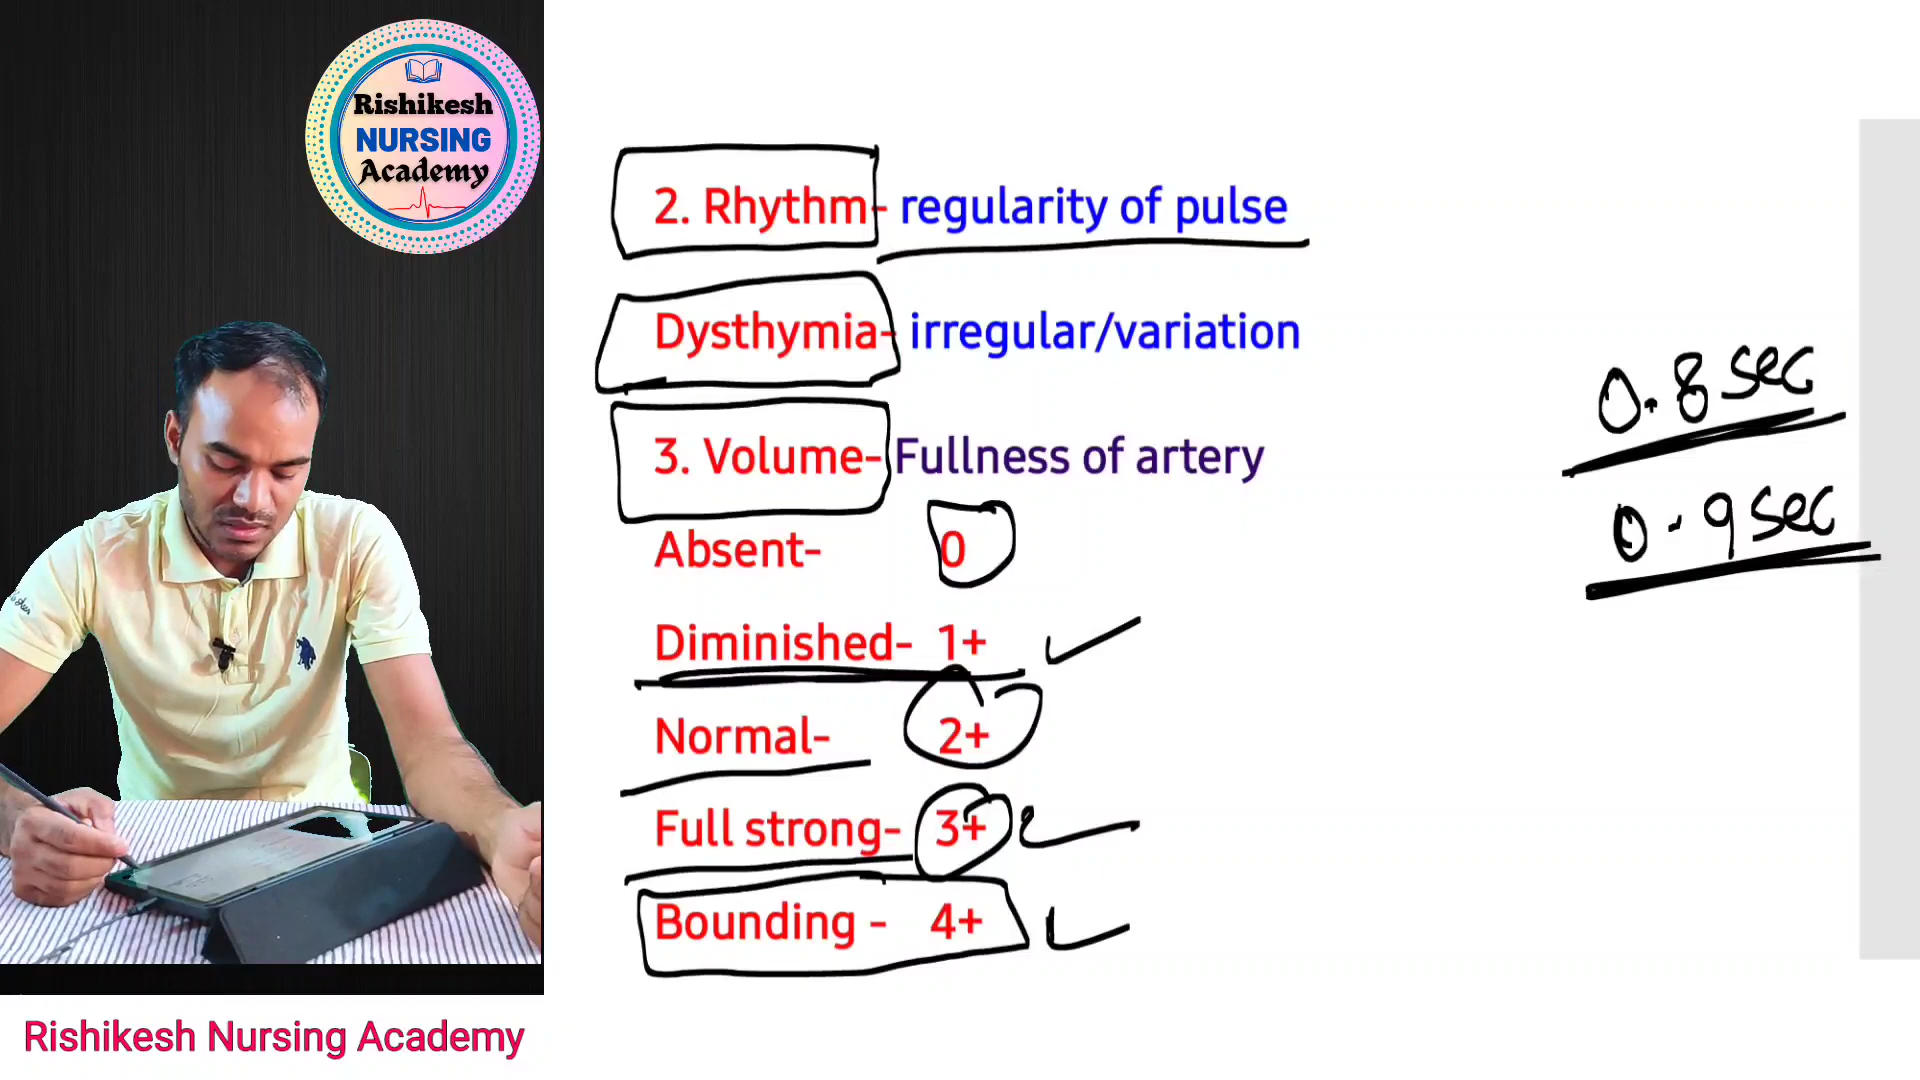 Rishikesh
NURSING
Academy
2. Rhythm- regularity of pulse
Dysthymia- irregular/variation
3. Volume- Fullness of artery
Absent- 0
Diminished- 1+
Normal- 2+
Full strong- 3+
Bounding - 4+
0.8 sec
0.9 sec
Rishikesh Nursing Academy